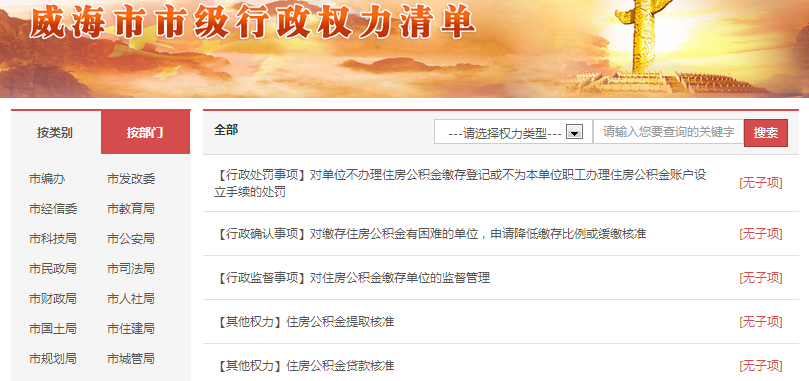 威海市市级行政权力清单
按类别 按部门
市编办 市发改委
市经信委 市教育局
市科技局 市公安局
市民政局 市司法局
市财政局 市人社局
市国土局 市住建局
市规划局 市城管局
全部 ---请选择权力类型--- 请输入您要查询的关键字 搜索
【行政处罚事项】对单位不办理住房公积金缴存登记或不为本单位职工办理住房公积金账户设
立手续的处罚
[无子项]
【行政确认事项】对缴存住房公积金有困难的单位，申请降低缴存比例或缓缴核准 [无子项]
【行政监督事项】对住房公积金缴存单位的监督管理 [无子项]
【其他权力】住房公积金提取核准 [无子项]
【其他权力】住房公积金贷款核准 [无子项]